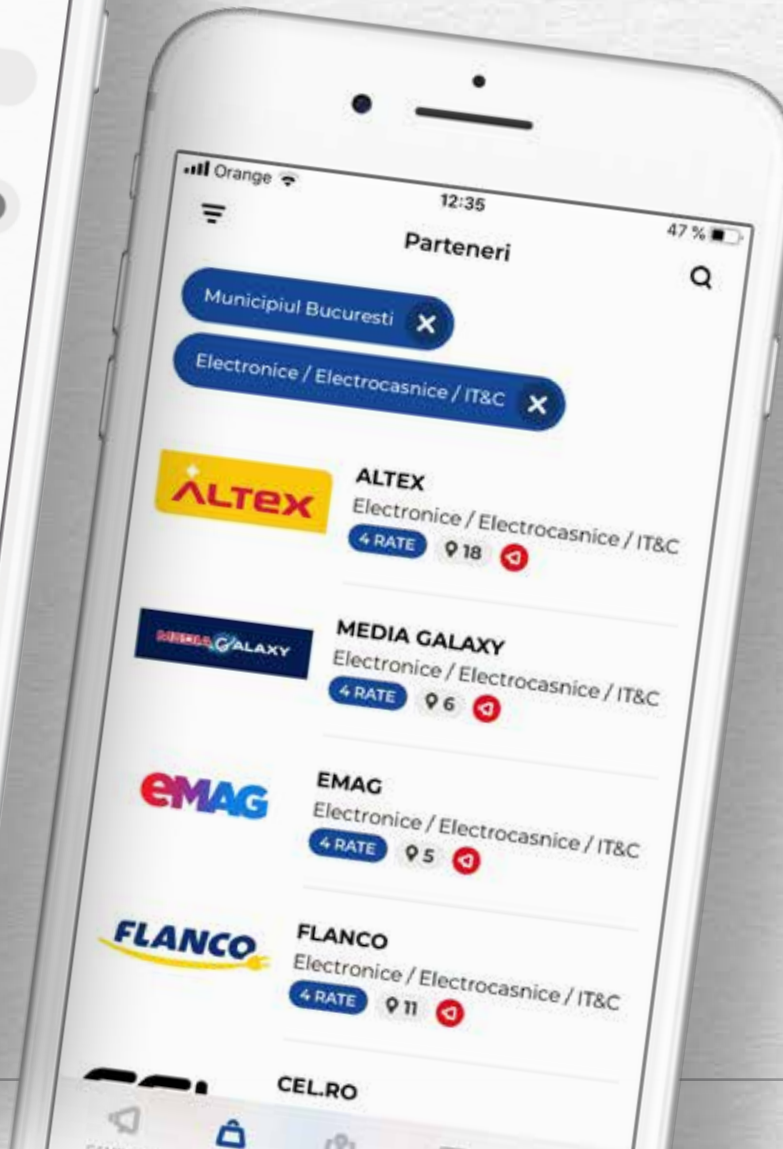 Orange
12:35
47 %
Parteneri
Municipiul Bucuresti
Electronice / Electrocasnice / IT&C
ALTEX
ALTEX
Electronice / Electrocasnice / IT&C
4 RATE 18
MEDIA GALAXY
MEDIA GALAXY
Electronice / Electrocasnice / IT&C
4 RATE 6
eMAG
EMAG
Electronice / Electrocasnice / IT&C
4 RATE 5
FLANCO
FLANCO
Electronice / Electrocasnice / IT&C
4 RATE 11
CEL.RO